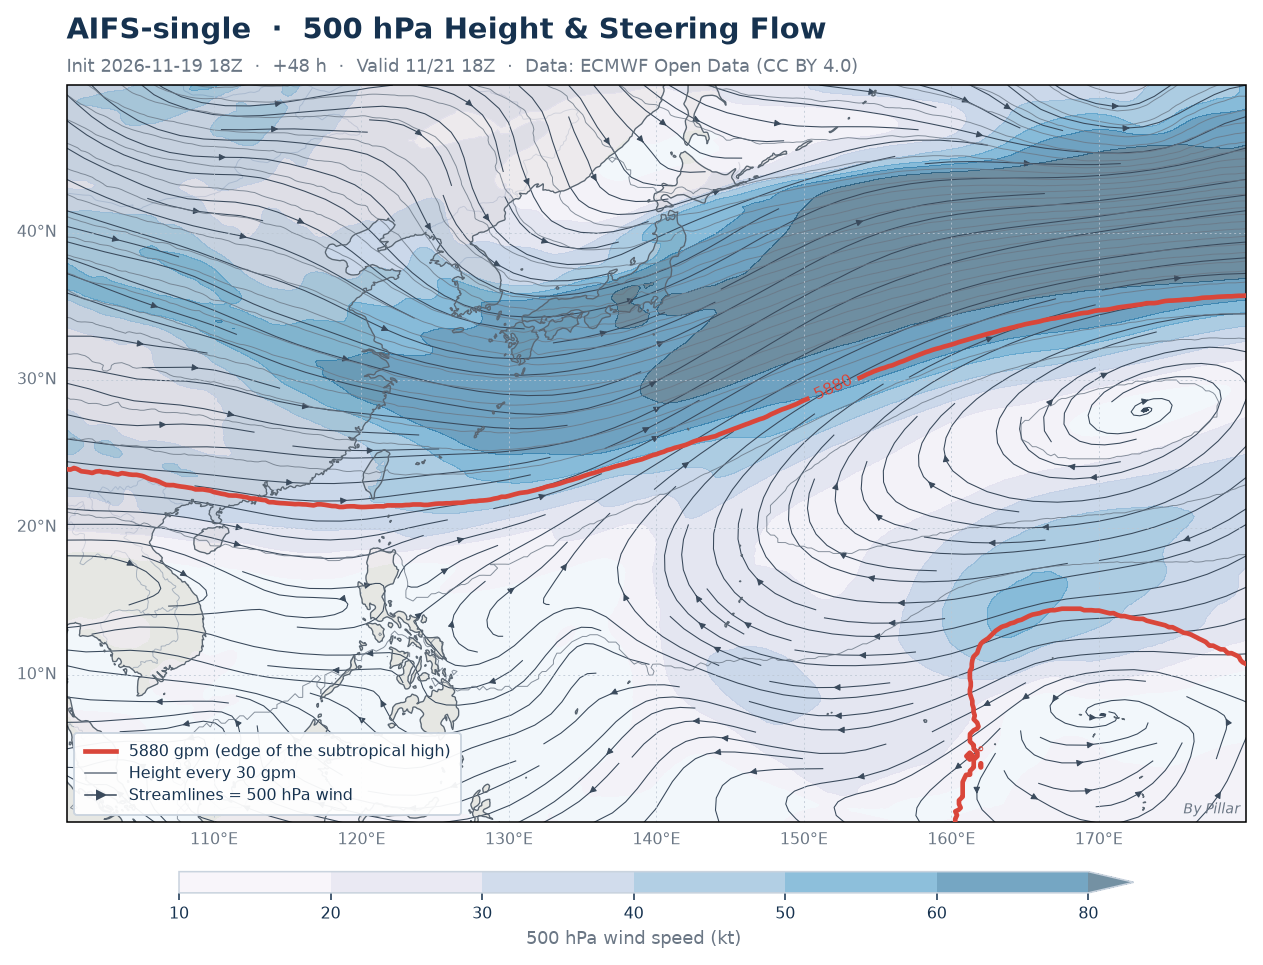 AIFS-single · 500 hPa Height & Steering Flow
Init 2026-11-19 18Z · +48 h · Valid 11/21 18Z · Data: ECMWF Open Data (CC BY 4.0)
40°N
30°N
20°N
10°N
5880
5880 gpm (edge of the subtropical high)
Height every 30 gpm
Streamlines = 500 hPa wind
By Pillar
110°E 120°E 130°E 140°E 150°E 160°E 170°E
10 20 30 40 50 60 80
500 hPa wind speed (kt)